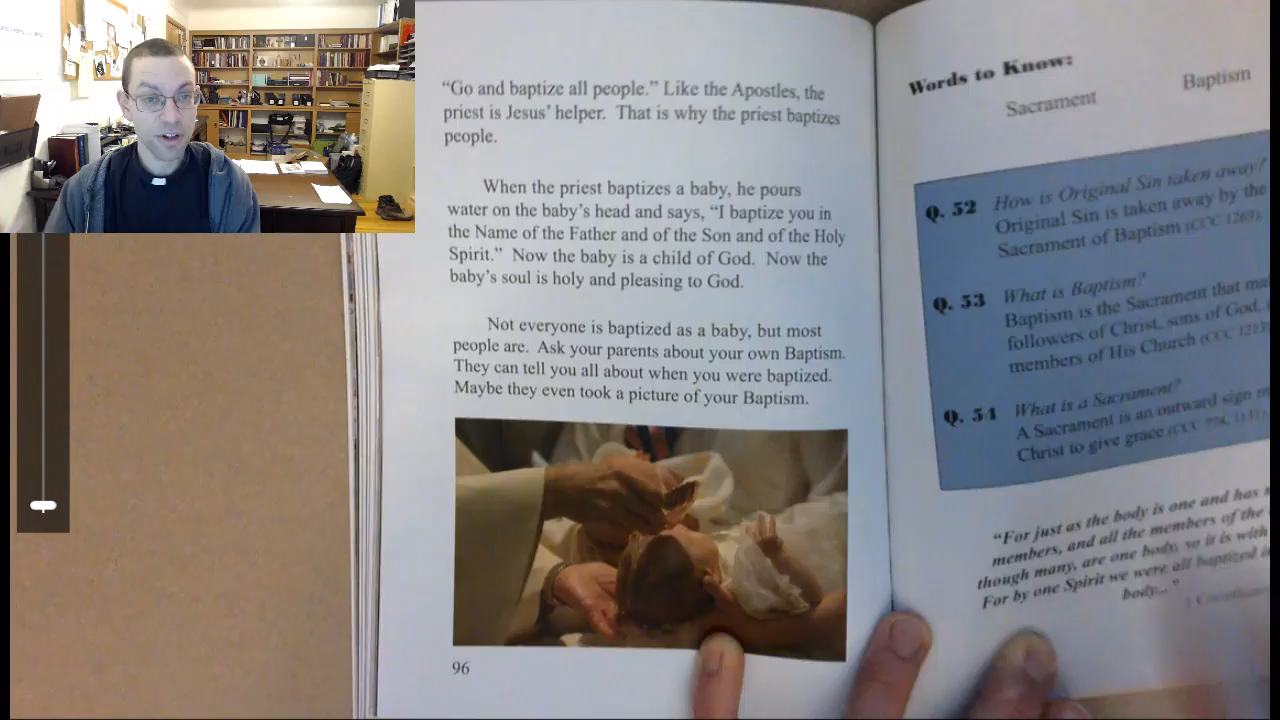 “Go and baptize all people.” Like the Apostles, the
priest is Jesus’ helper. That is why the priest baptizes
people.
When the priest baptizes a baby, he pours
water on the baby’s head and says, “I baptize you in
the Name of the Father and of the Son and of the Holy
Spirit.” Now the baby is a child of God. Now the
baby’s soul is holy and pleasing to God.
Not everyone is baptized as a baby, but most
people are. Ask your parents about your own Baptism.
They can tell you all about when you were baptized.
Maybe they even took a picture of your Baptism.
96
Words to Know:
Sacrament Baptism
Q. 52 How is Original Sin taken away?
Original Sin is taken away by the
Sacrament of Baptism (CCC 1263).
Q. 53 What is Baptism?
Baptism is the Sacrament that
followers of Christ, sons of God,
members of His Church (CCC 1213
Q. 54 What is a Sacrament?
A Sacrament is an outward sign
Christ to give grace (CCC 774,
“For just as the body is one and has
members, and all the members of the
though many, are one body, so it is with
For by one Spirit we were all baptized
body...”
1